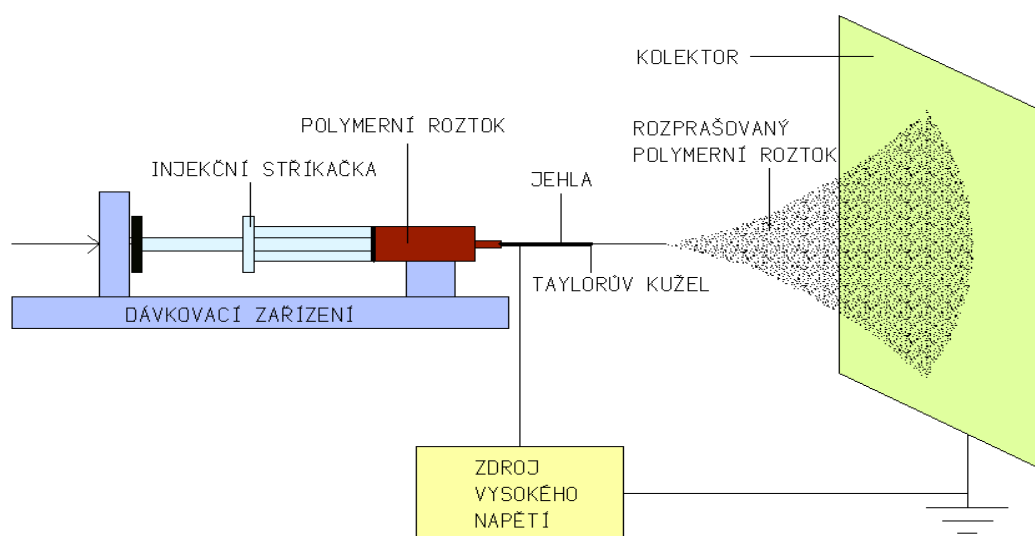 KOLEKTOR
POLYMERNÍ ROZTOK
ROZPRAŠOVANÝ
POLYMERNÍ ROZTOK
INJEKČNÍ STŘÍKAČKA
JEHLA
TAYLORŮV KUŽEL
DÁVKOVACÍ ZAŘÍZENÍ
ZDROJ
VYSOKÉHO
NAPĚTÍ